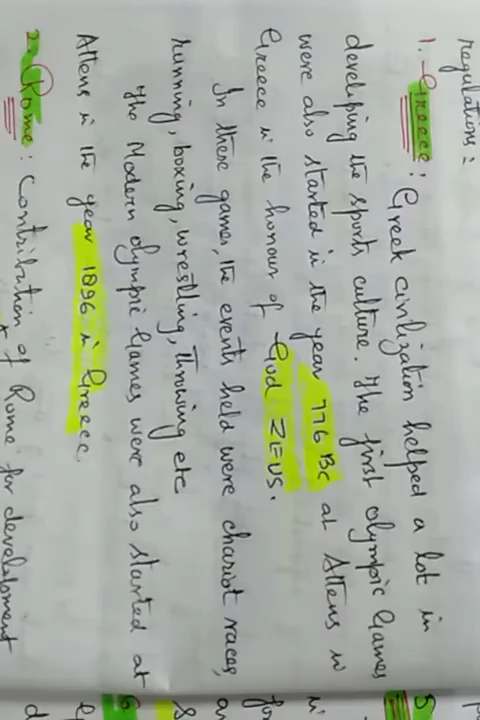 regulations :
1. Greece : Greek civilization helped a lot in
developing the sports culture. The first olympic Games
were also started in the year 776 BC at Attens in
Greece in the honour of God ZEUS.
In these games, the events held were chariot races,
running, boxing, wrestling, throwing etc
The Modern olympic Games were also started at
Attens in the year 1896 in Greece.
2. Rome : Contribution of Rome for development